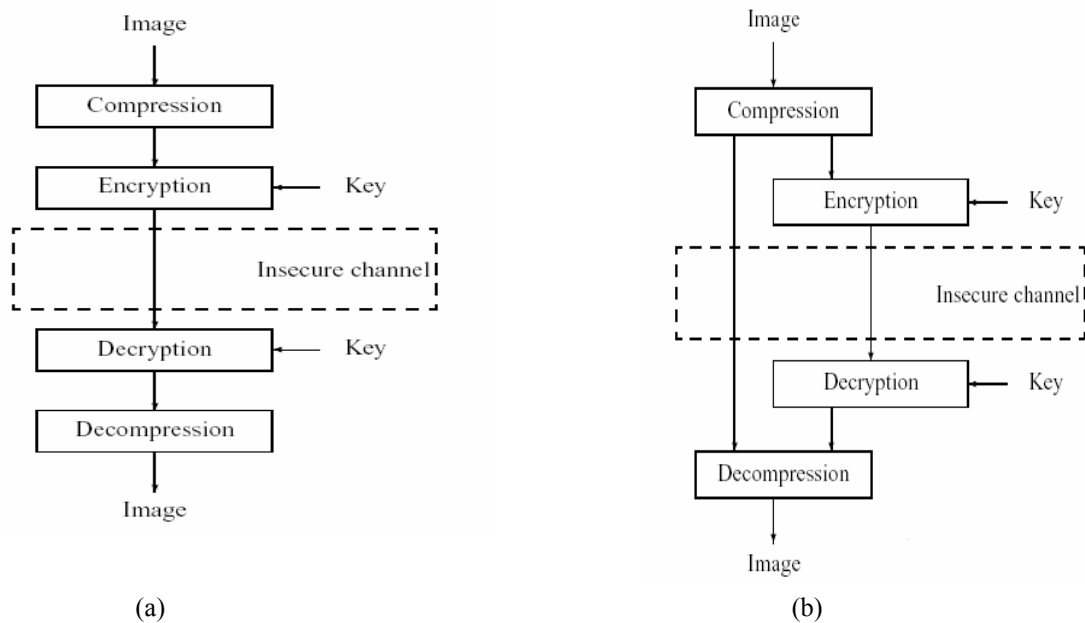 Image
Compression
Encryption
Key
Insecure channel
Decryption
Key
Decompression
Image
(a)
Image
Compression
Encryption
Key
Insecure channel
Decryption
Key
Decompression
Image
(b)